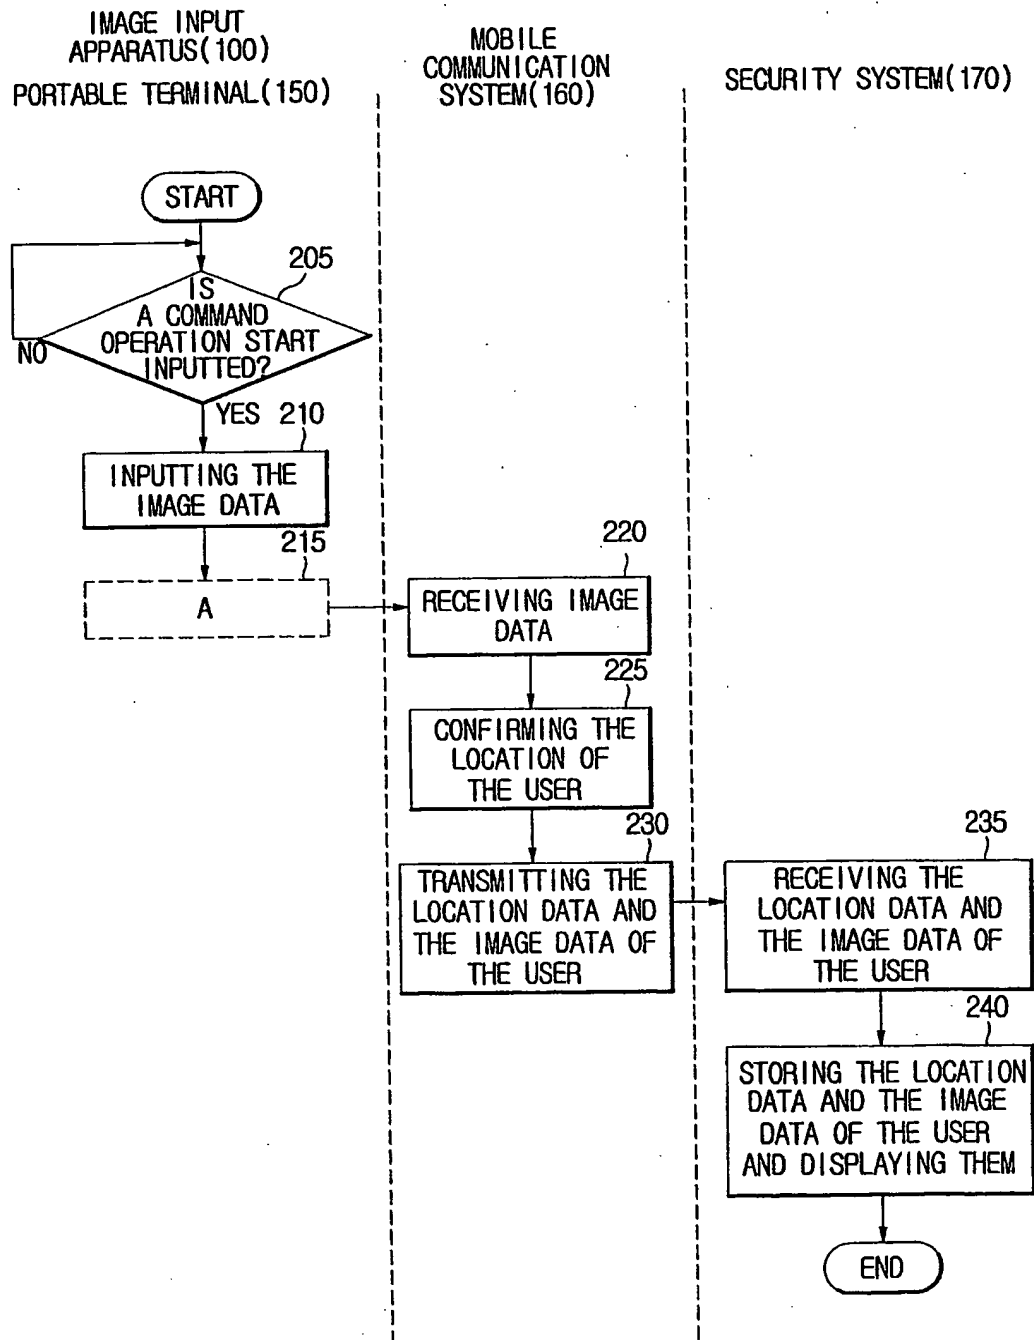 IMAGE INPUT
APPARATUS(100)
PORTABLE TERMINAL(150)
MOBILE
COMMUNICATION
SYSTEM(160)
SECURITY SYSTEM(170)
START
205
IS
A COMMAND
OPERATION START
INPUTTED?
NO
YES
210
INPUTTING THE
IMAGE DATA
215
A
220
RECEIVING IMAGE
DATA
225
CONFIRMING THE
LOCATION OF
THE USER
230
TRANSMITTING THE
LOCATION DATA AND
THE IMAGE DATA OF
THE USER
235
RECEIVING THE
LOCATION DATA AND
THE IMAGE DATA OF
THE USER
240
STORING THE LOCATION
DATA AND THE IMAGE
DATA OF THE USER
AND DISPLAYING THEM
END